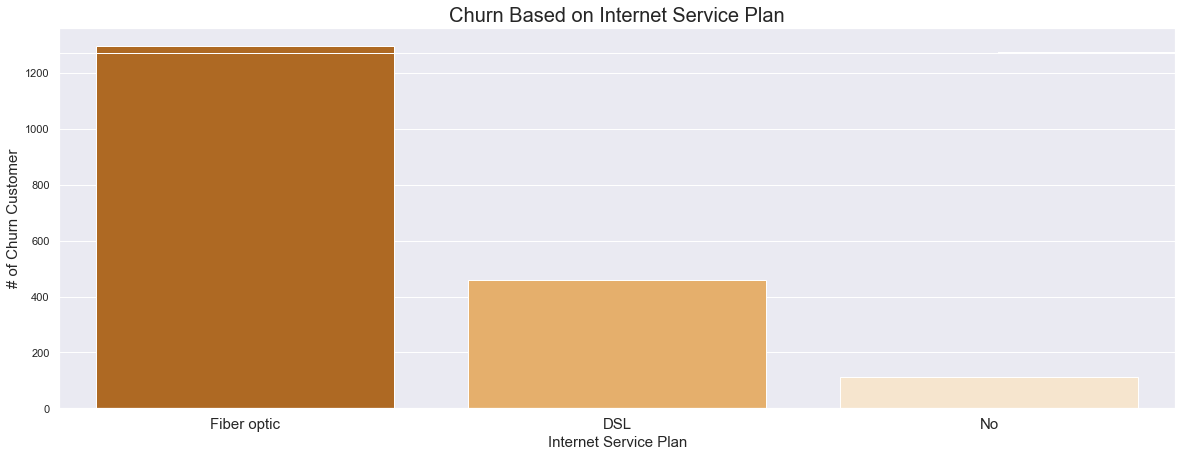 Churn Based on Internet Service Plan
1200
1000
800
600
400
200
0
# of Churn Customer
Fiber optic DSL No
Internet Service Plan